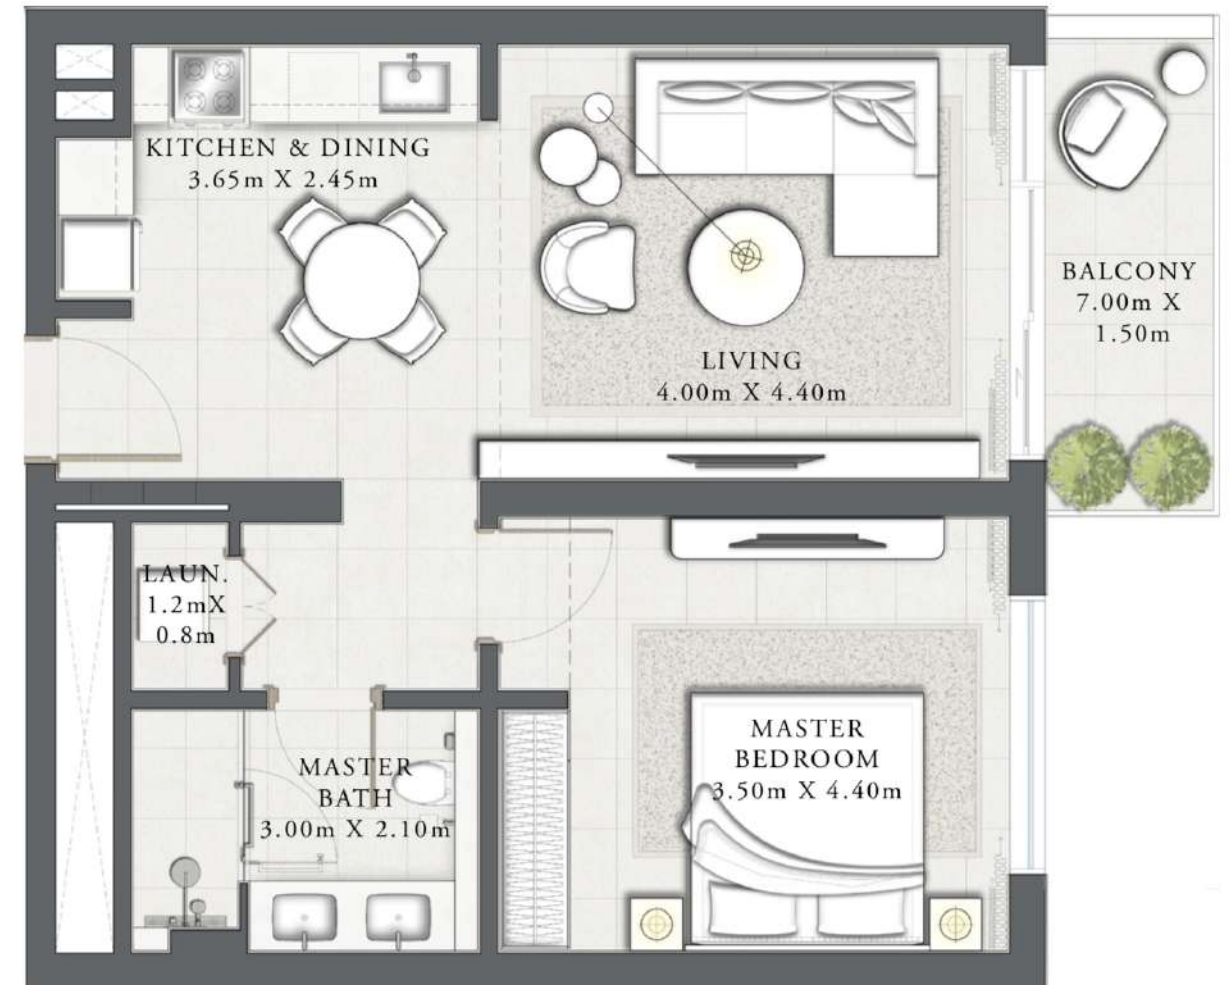 KITCHEN & DINING
3.65m X 2.45m
LIVING
4.00m X 4.40m
BALCONY
7.00m X
1.50m
LAUN.
1.2mX
0.8m
MASTER
BATH
3.00m X 2.10m
MASTER
BEDROOM
3.50m X 4.40m